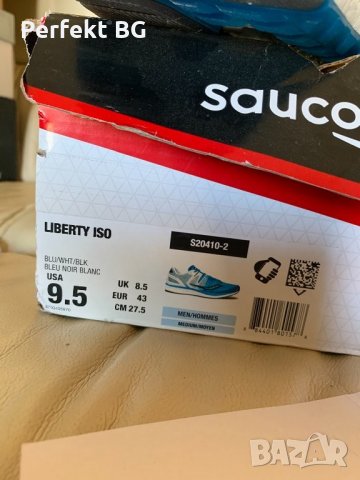 Perfekt BG
sauco
LIBERTY ISO
S20410-2
BLU/WHT/BLK
BLEU NOIR BLANC
USA
9.5
UK 8.5
EUR 43
CM 27.5
MEN/HOMMES
MEDIUM/MOYEN
BAZAR